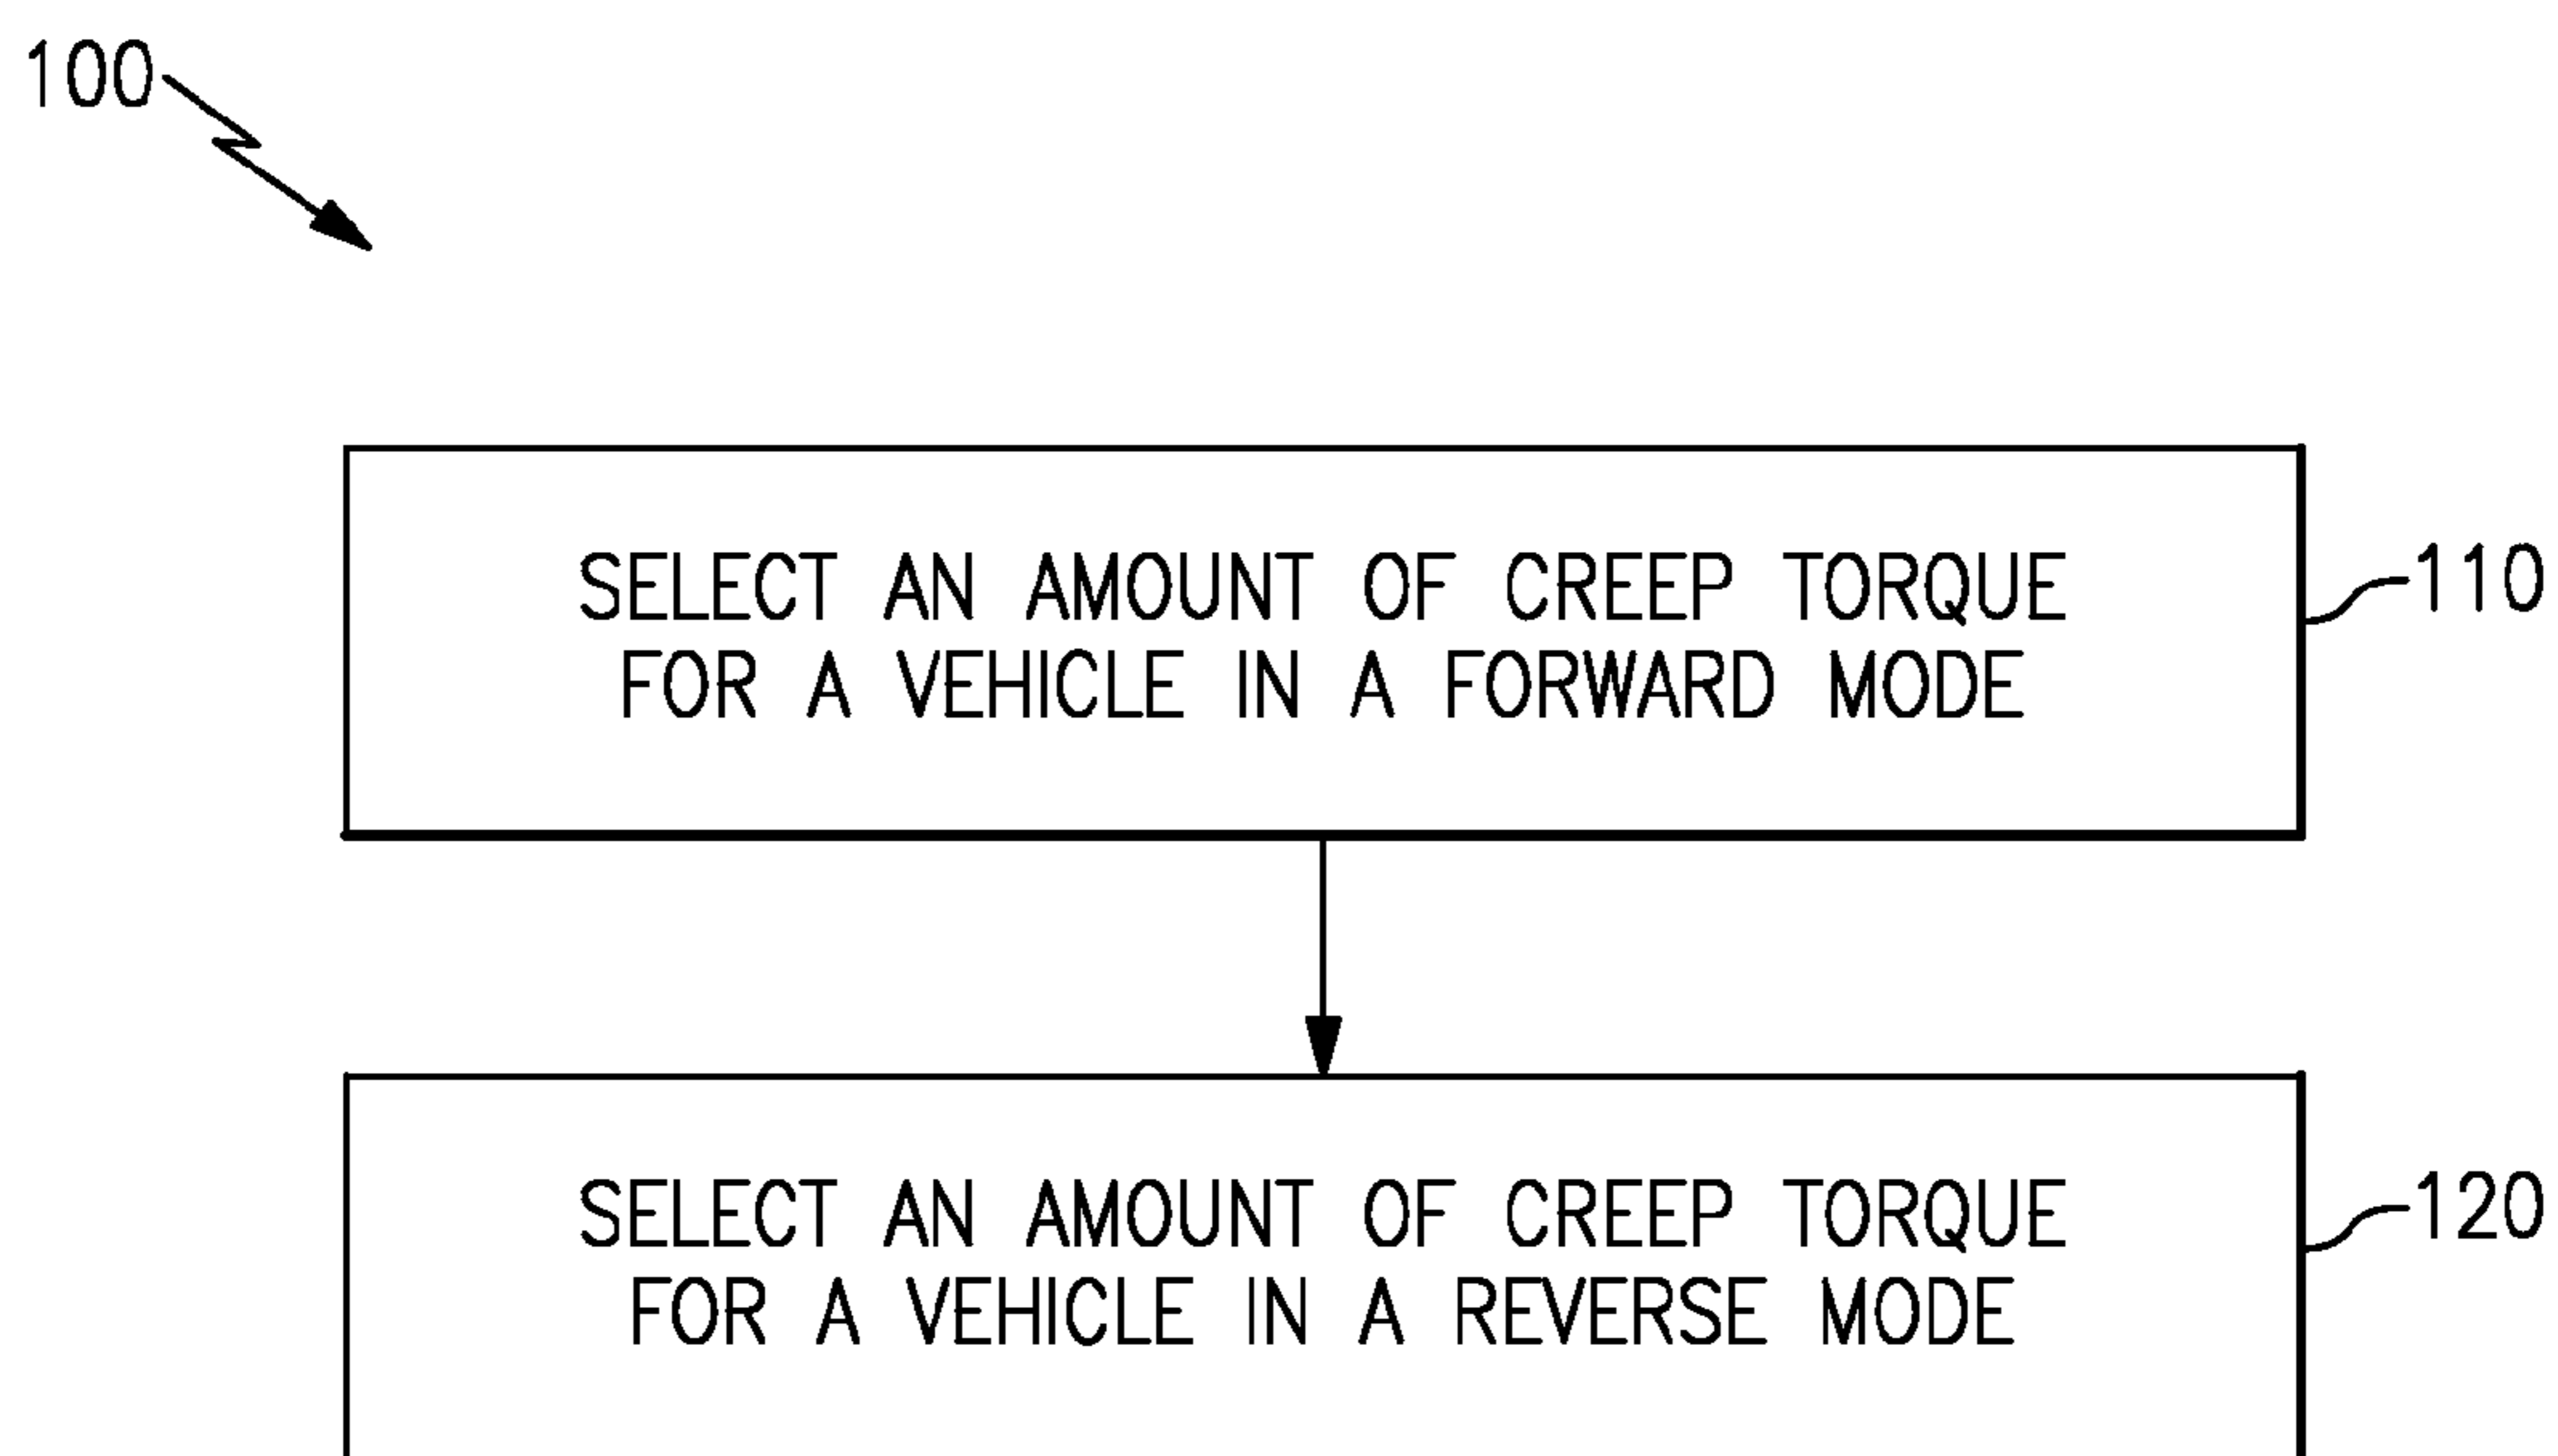 100
SELECT AN AMOUNT OF CREEP TORQUE
FOR A VEHICLE IN A FORWARD MODE
110
SELECT AN AMOUNT OF CREEP TORQUE
FOR A VEHICLE IN A REVERSE MODE
120